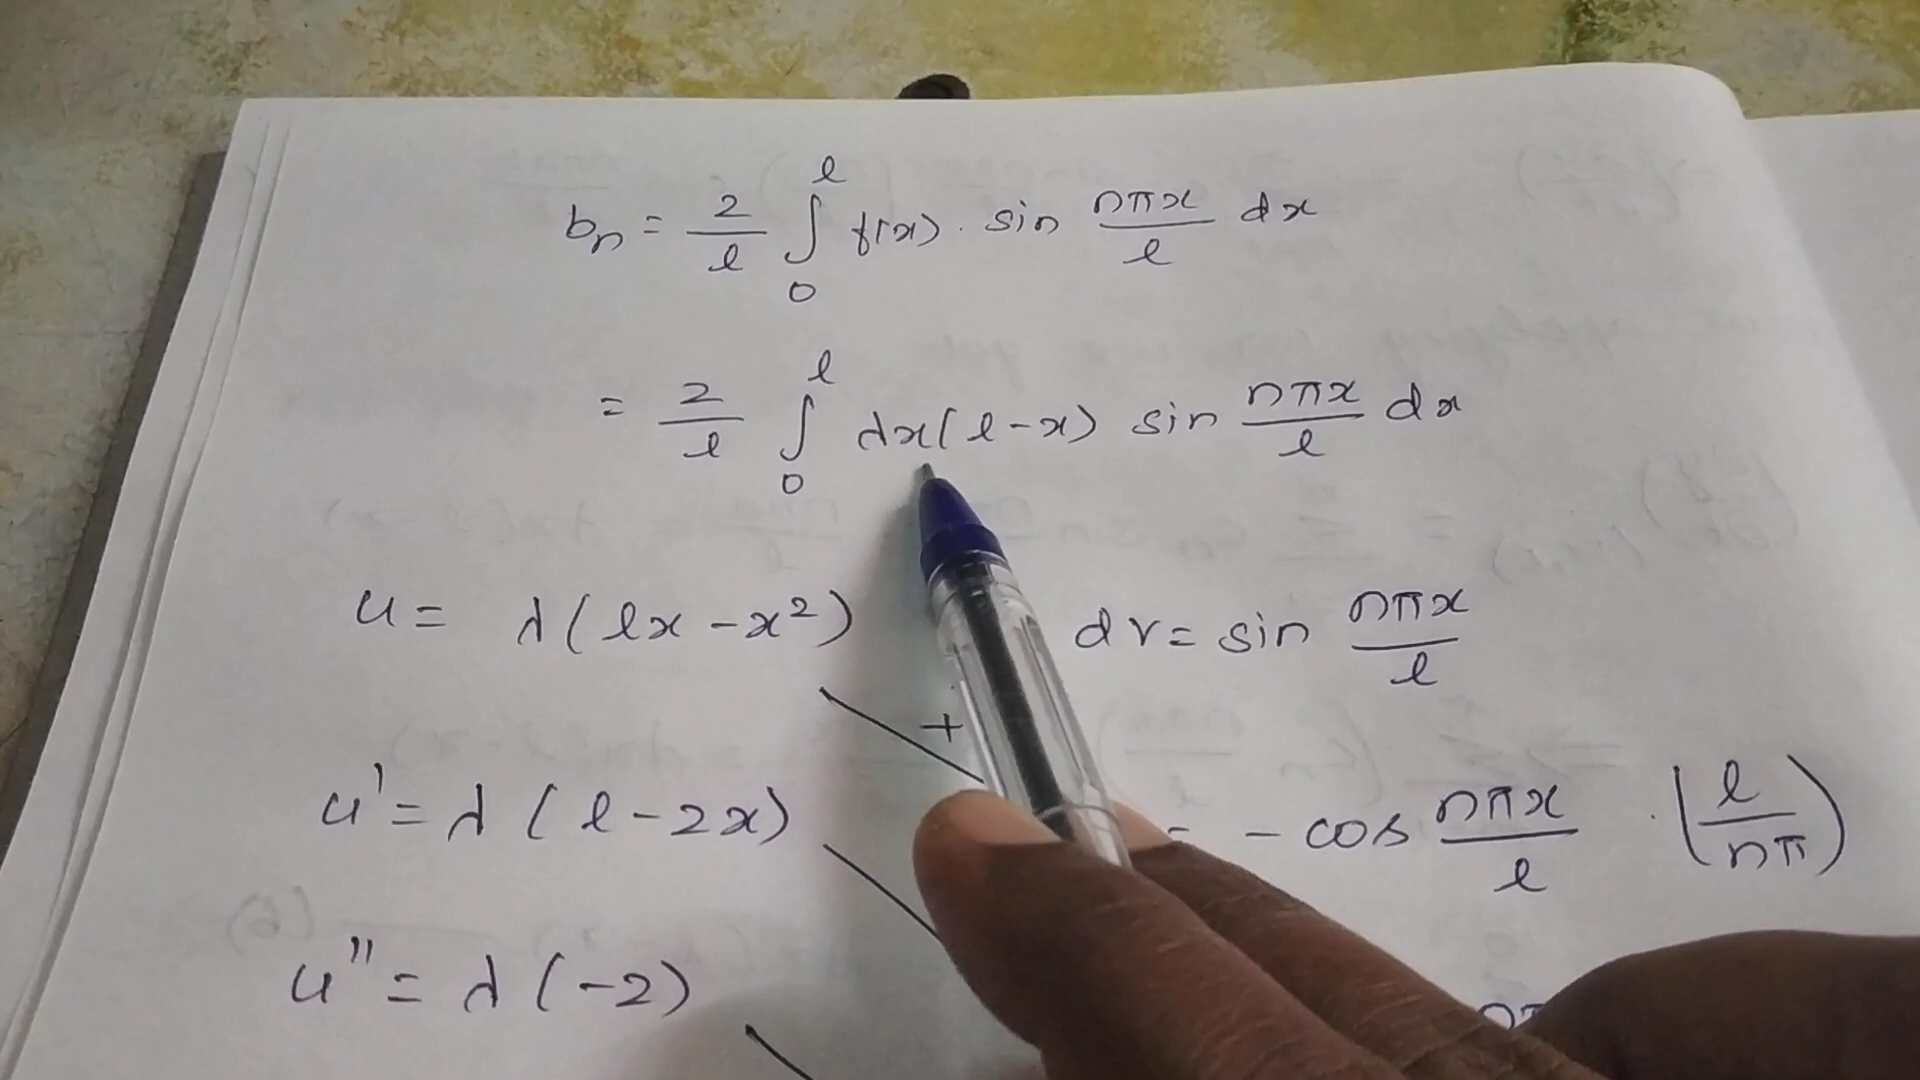 bn = 2/l ∫₀ˡ f(x) . sin nπx/l dx
= 2/l ∫₀ˡ λx(l-x) sin nπx/l dx
u = λ(lx - x²) dv = sin nπx/l
+
u' = λ(l - 2x) = - cos nπx/l . (l/nπ)
u'' = λ(-2)